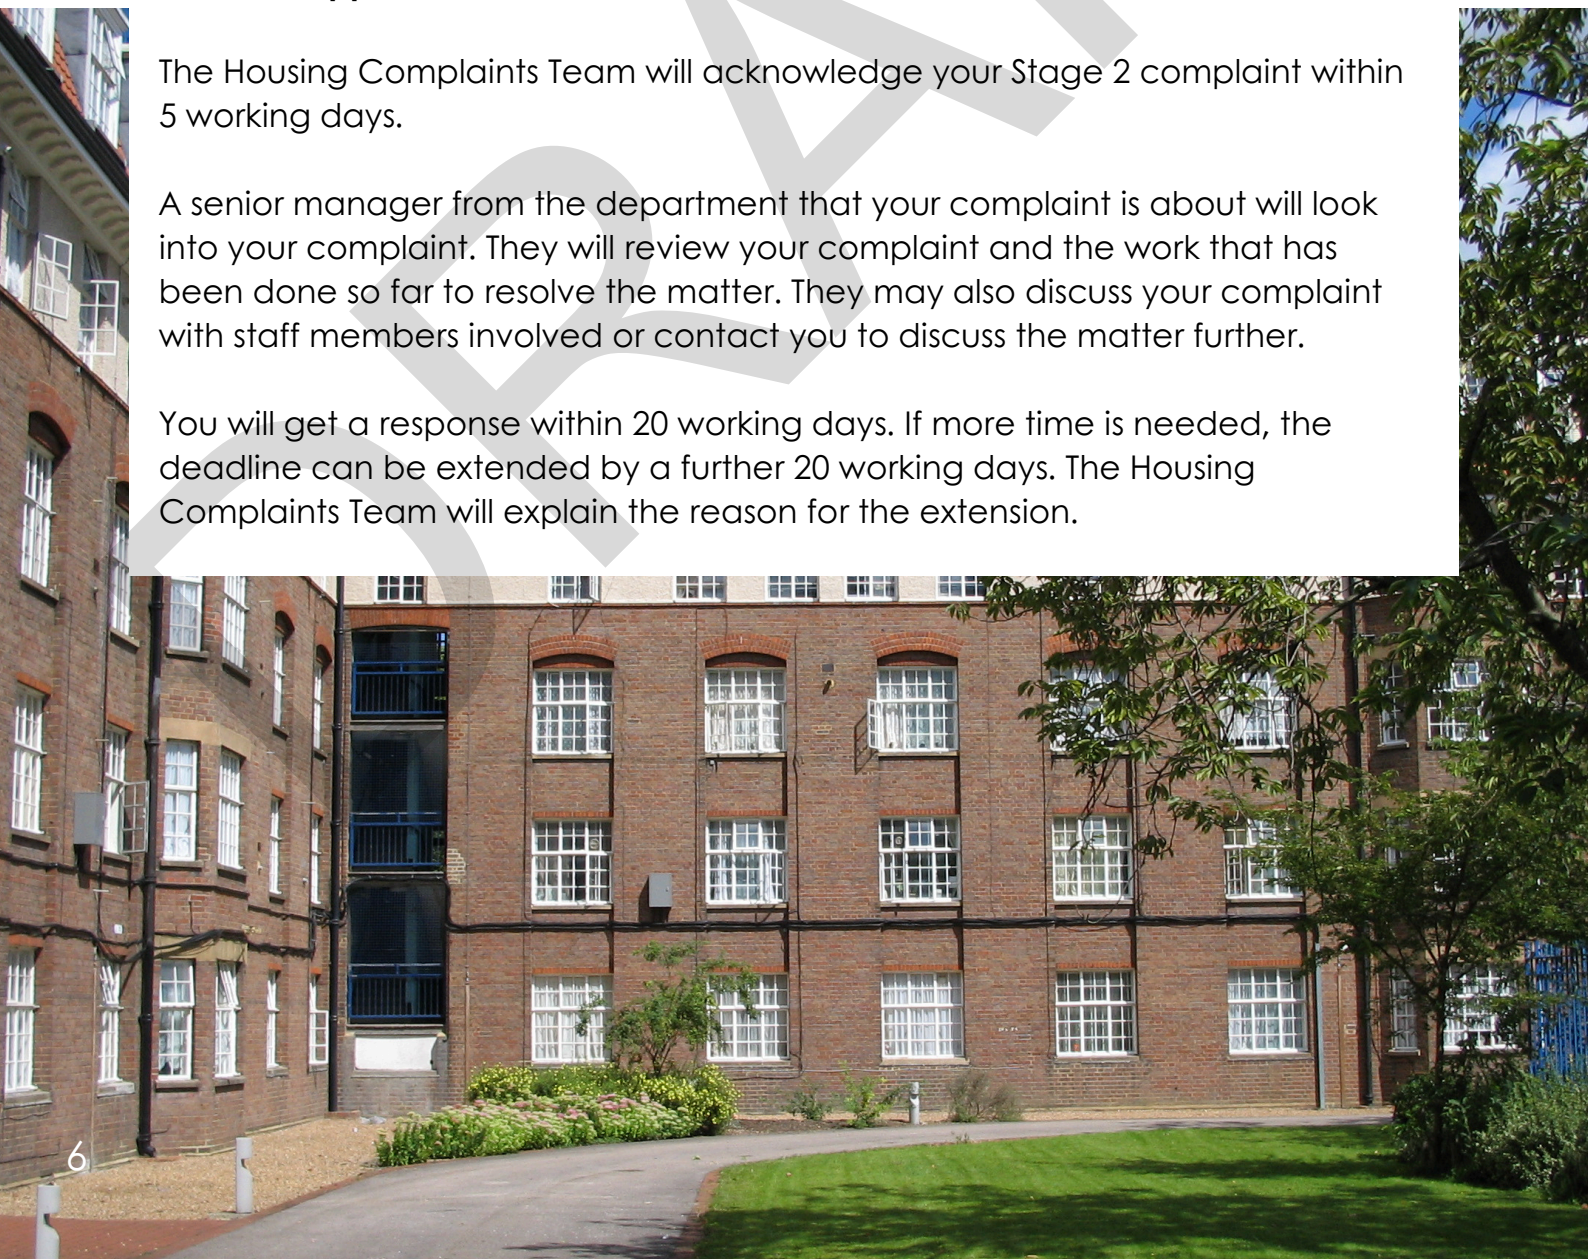 The Housing Complaints Team will acknowledge your Stage 2 complaint within
5 working days.
A senior manager from the department that your complaint is about will look
into your complaint. They will review your complaint and the work that has
been done so far to resolve the matter. They may also discuss your complaint
with staff members involved or contact you to discuss the matter further.
You will get a response within 20 working days. If more time is needed, the
deadline can be extended by a further 20 working days. The Housing
Complaints Team will explain the reason for the extension.
6